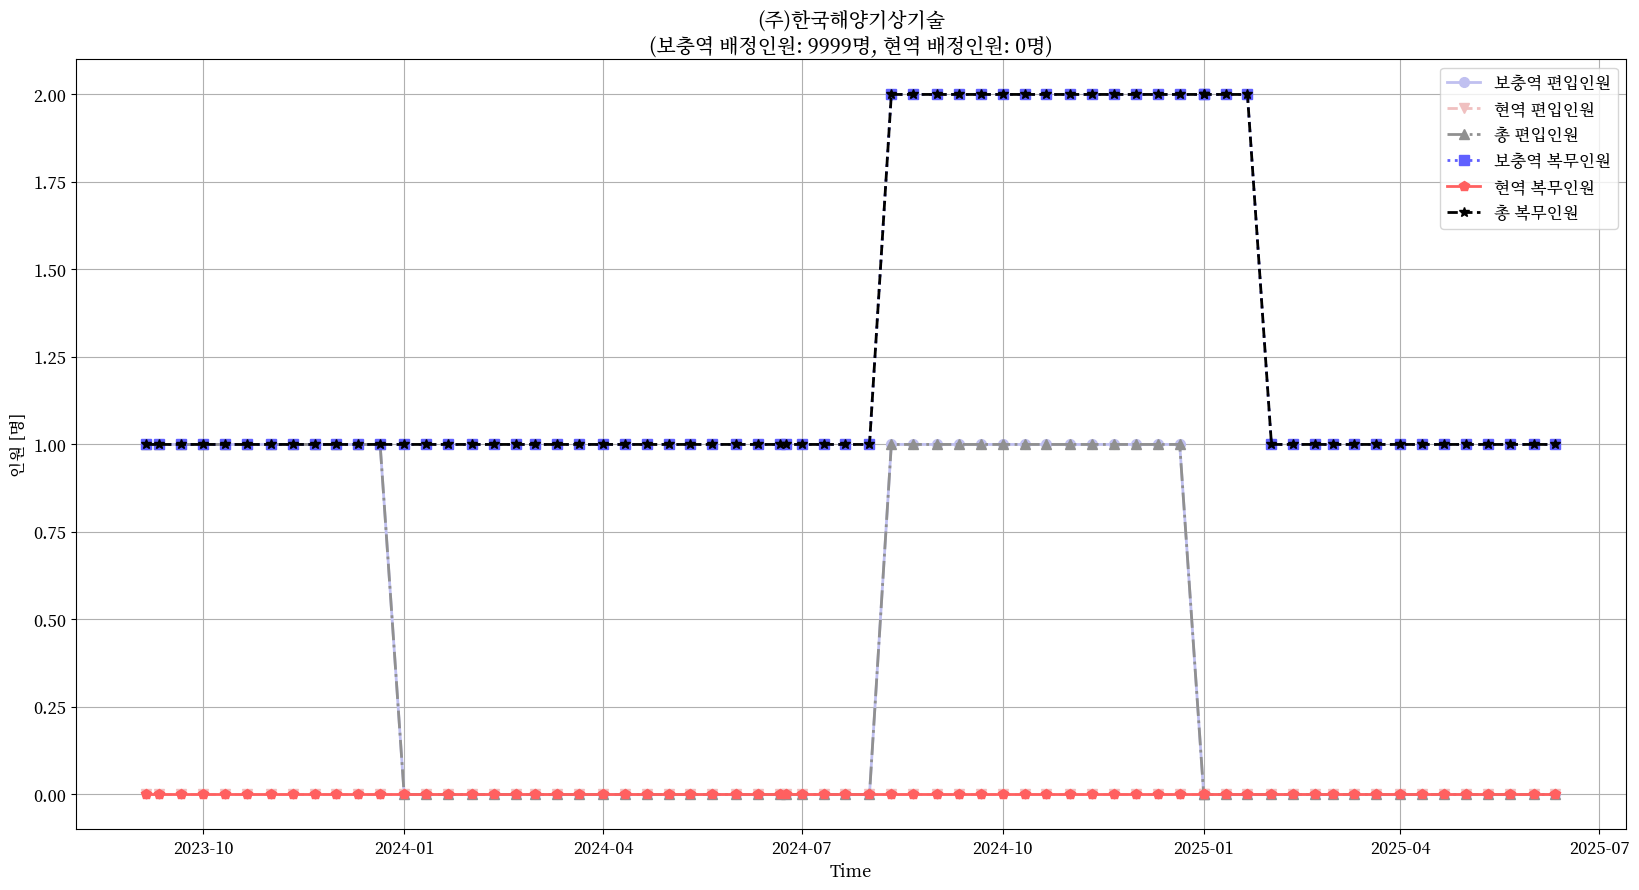 (주)한국해양기상기술
(보충역 배정인원: 9999명, 현역 배정인원: 0명)
보충역 편입인원
현역 편입인원
총 편입인원
보충역 복무인원
현역 복무인원
총 복무인원
2.00
1.75
1.50
1.25
1.00
0.75
0.50
0.25
0.00
인원 [명]
2023-10
2024-01
2024-04
2024-07
2024-10
2025-01
2025-04
2025-07
Time